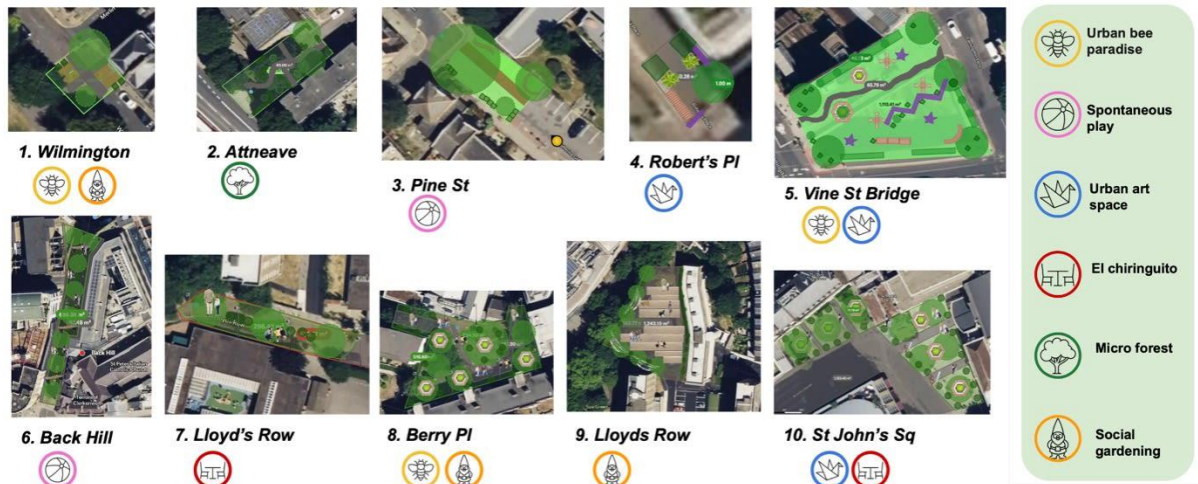 1. Wilmington
2. Attneave
3. Pine St
4. Robert's Pl
5. Vine St Bridge
6. Back Hill
7. Lloyd's Row
8. Berry Pl
9. Lloyds Row
10. St John's Sq
Back Hill
Urban bee
paradise
Spontaneous
play
Urban art
space
El chiringuito
Micro forest
Social
gardening